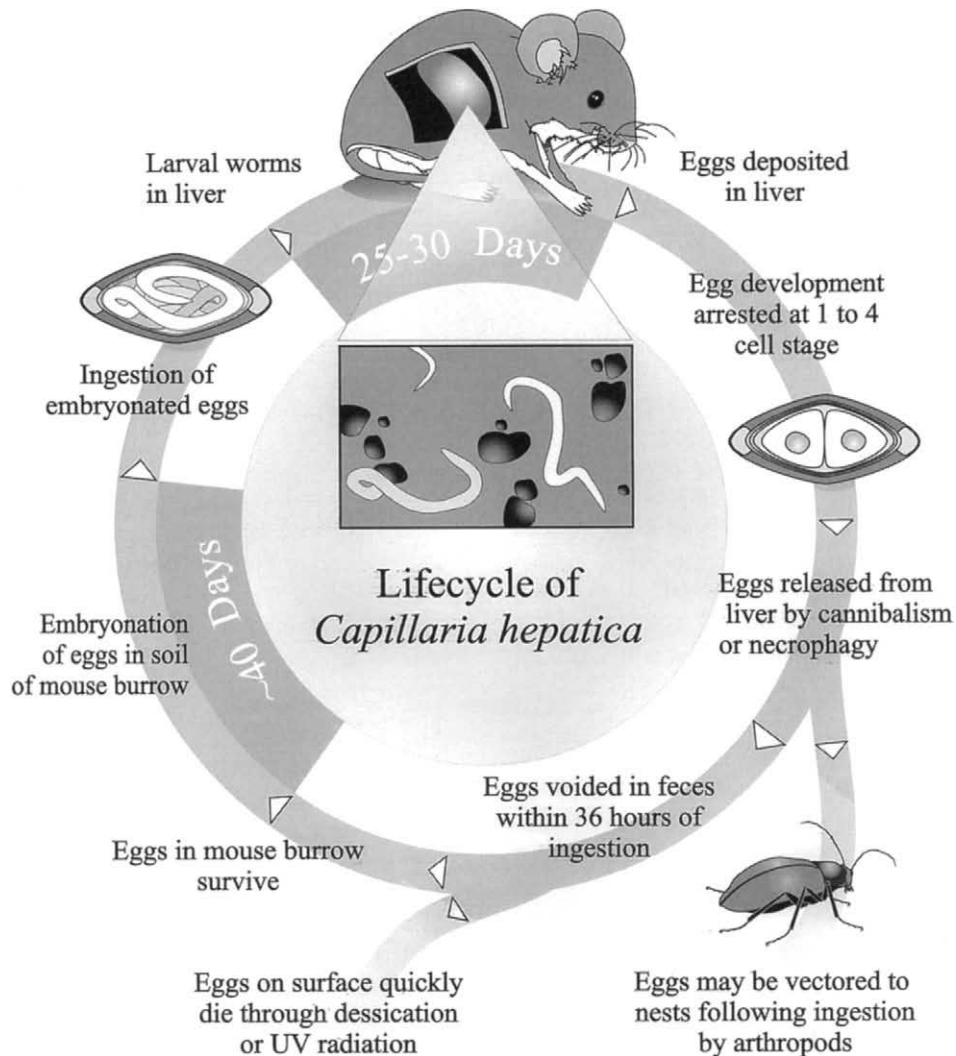 Larval worms
in liver
Eggs deposited
in liver
25-30 Days
Egg development
arrested at 1 to 4
cell stage
Ingestion of
embryonated eggs
Lifecycle of
Capillaria hepatica
Eggs released from
liver by cannibalism
or necrophagy
~40 Days
Embryonation
of eggs in soil
of mouse burrow
Eggs voided in feces
within 36 hours of
ingestion
Eggs in mouse burrow
survive
Eggs on surface quickly
die through dessication
or UV radiation
Eggs may be vectored to
nests following ingestion
by arthropods